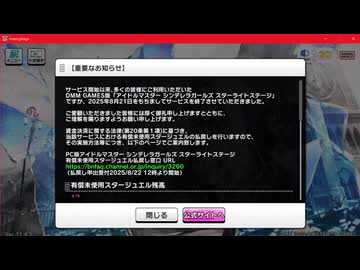 【重要なお知らせ】
サービス開始以来、多くの皆様にご利用いただいた
DMM GAMES版「アイドルマスター シンデレラガールズ スターライトステージ」
ですが、2025年8月21日をもちましてサービスを終了させていただきました。
ご愛顧いただきました皆様には厚く御礼申し上げますとともに、
ご理解を賜りますようお願い申し上げます。
資金決済に関する法律(第20条第1項)に基づき、
当該サービスにおける有償未使用スタージュエルの払戻しを行いますので、
その実施方法につき、以下のページでご案内いたします。
PC版アイドルマスター シンデレラガールズ スターライトステージ
有償未使用スタージュエル払戻し窓口 URL
https://bnfaq.channel.or.jp/inquiry/3260
(払戻し申出受付2025/8/22 12時より開始)
有償未使用スタージュエル残高
閉じる
公式サイトへ